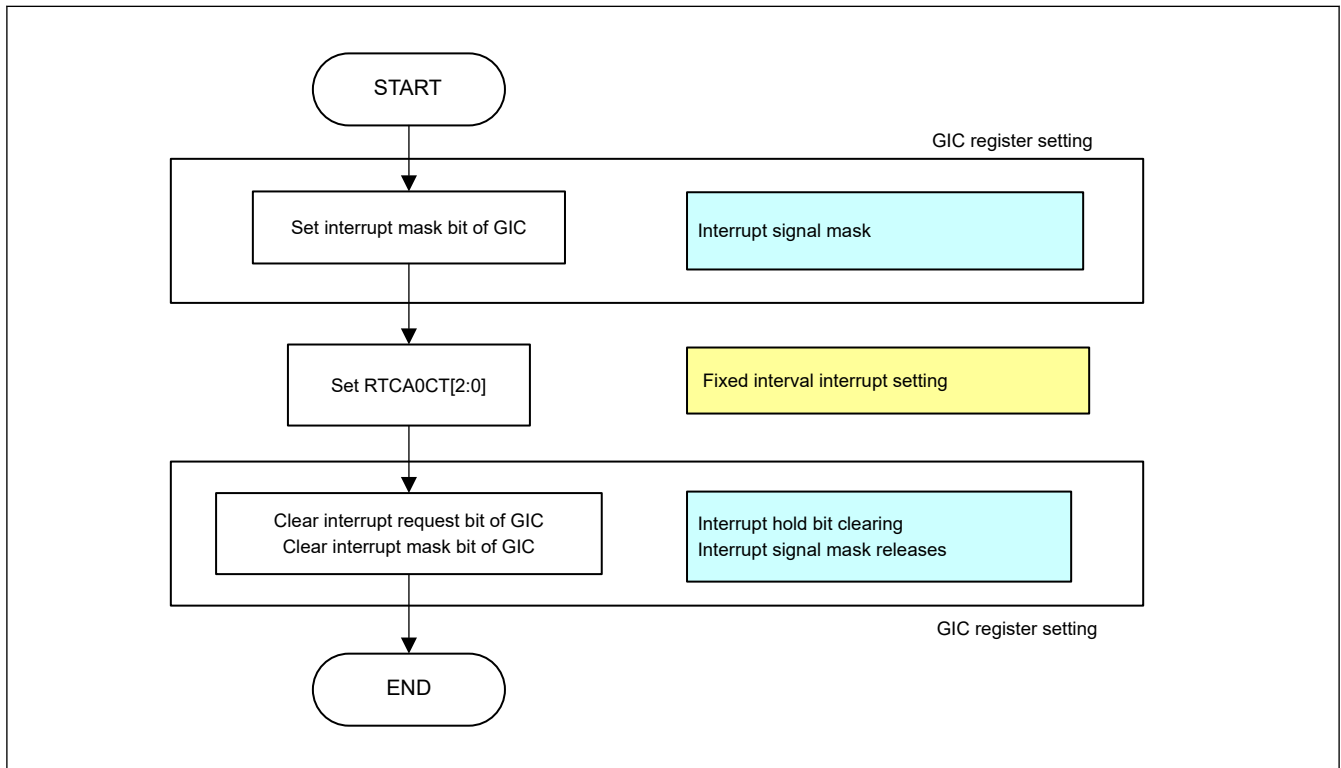 START
GIC register setting
Set interrupt mask bit of GIC
Interrupt signal mask
Set RTCA0CT[2:0]
Fixed interval interrupt setting
Clear interrupt request bit of GIC
Clear interrupt mask bit of GIC
Interrupt hold bit clearing
Interrupt signal mask releases
GIC register setting
END